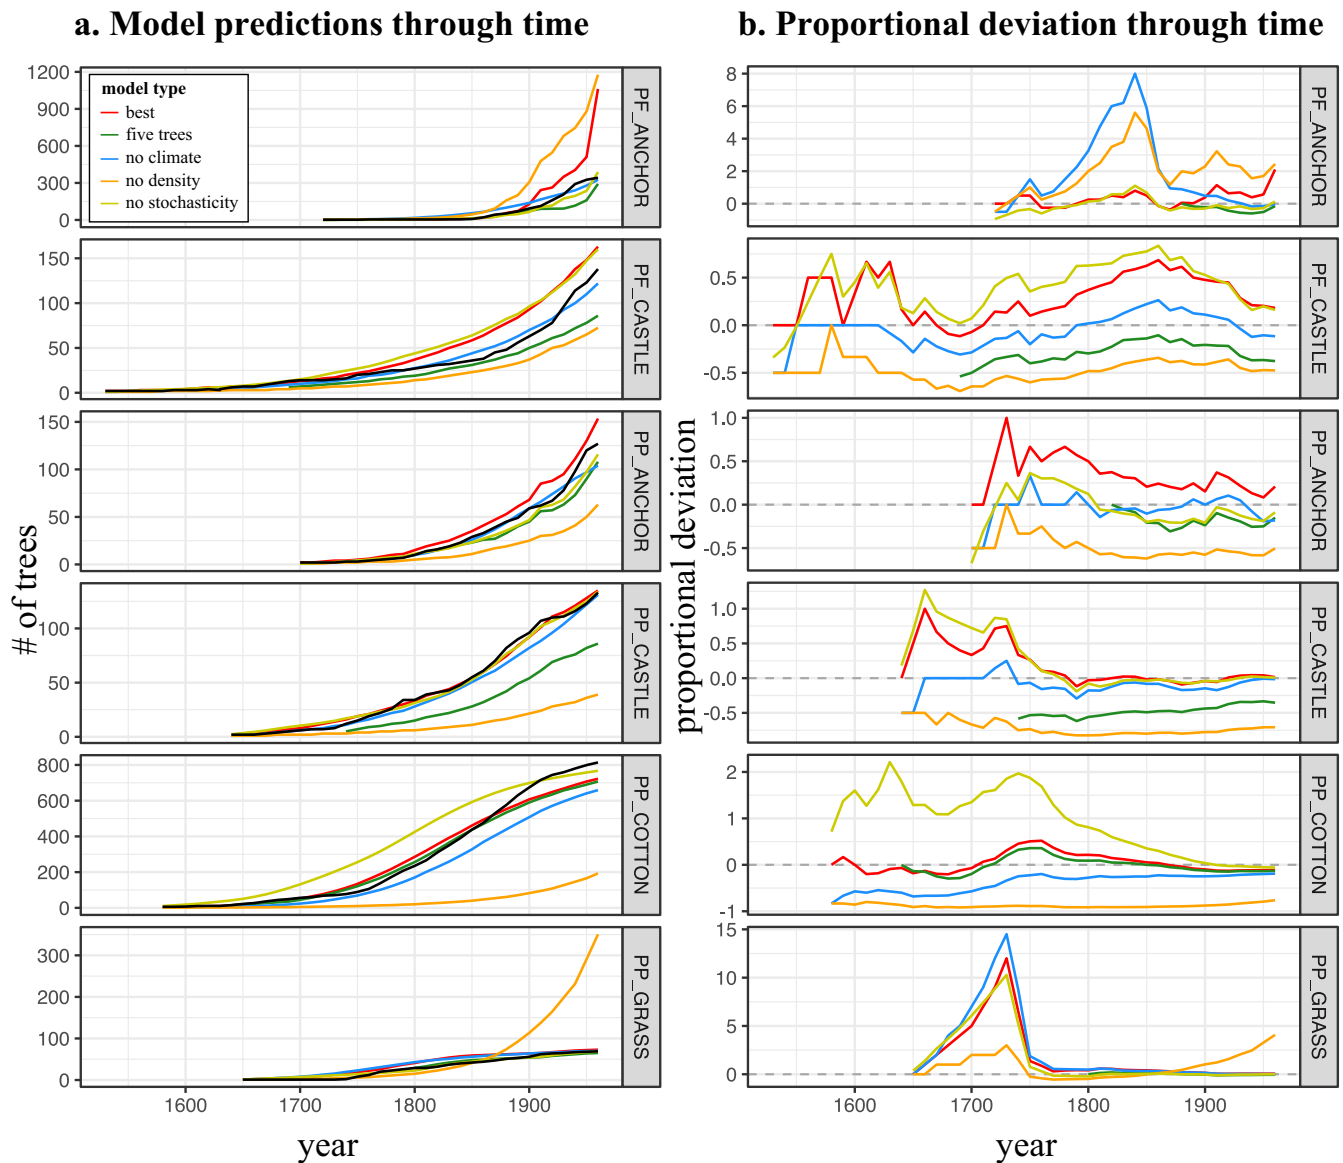 a. Model predictions through time
b. Proportional deviation through time
model type
best
five trees
no climate
no density
no stochasticity
# of trees
1200
900
600
300
0
PF_ANCHOR
150
100
50
0
PF_CASTLE
150
100
50
0
PP_ANCHOR
100
50
0
PP_CASTLE
800
600
400
200
0
PP_COTTON
300
200
100
0
PP_GRASS
1600
1700
1800
1900
year
proportional deviation
8
6
4
2
0
PF_ANCHOR
0.5
0.0
-0.5
PF_CASTLE
1.0
0.5
0.0
-0.5
PP_ANCHOR
1.0
0.5
0.0
-0.5
PP_CASTLE
2
1
0
-1
PP_COTTON
15
10
5
0
PP_GRASS
1600
1700
1800
1900
year